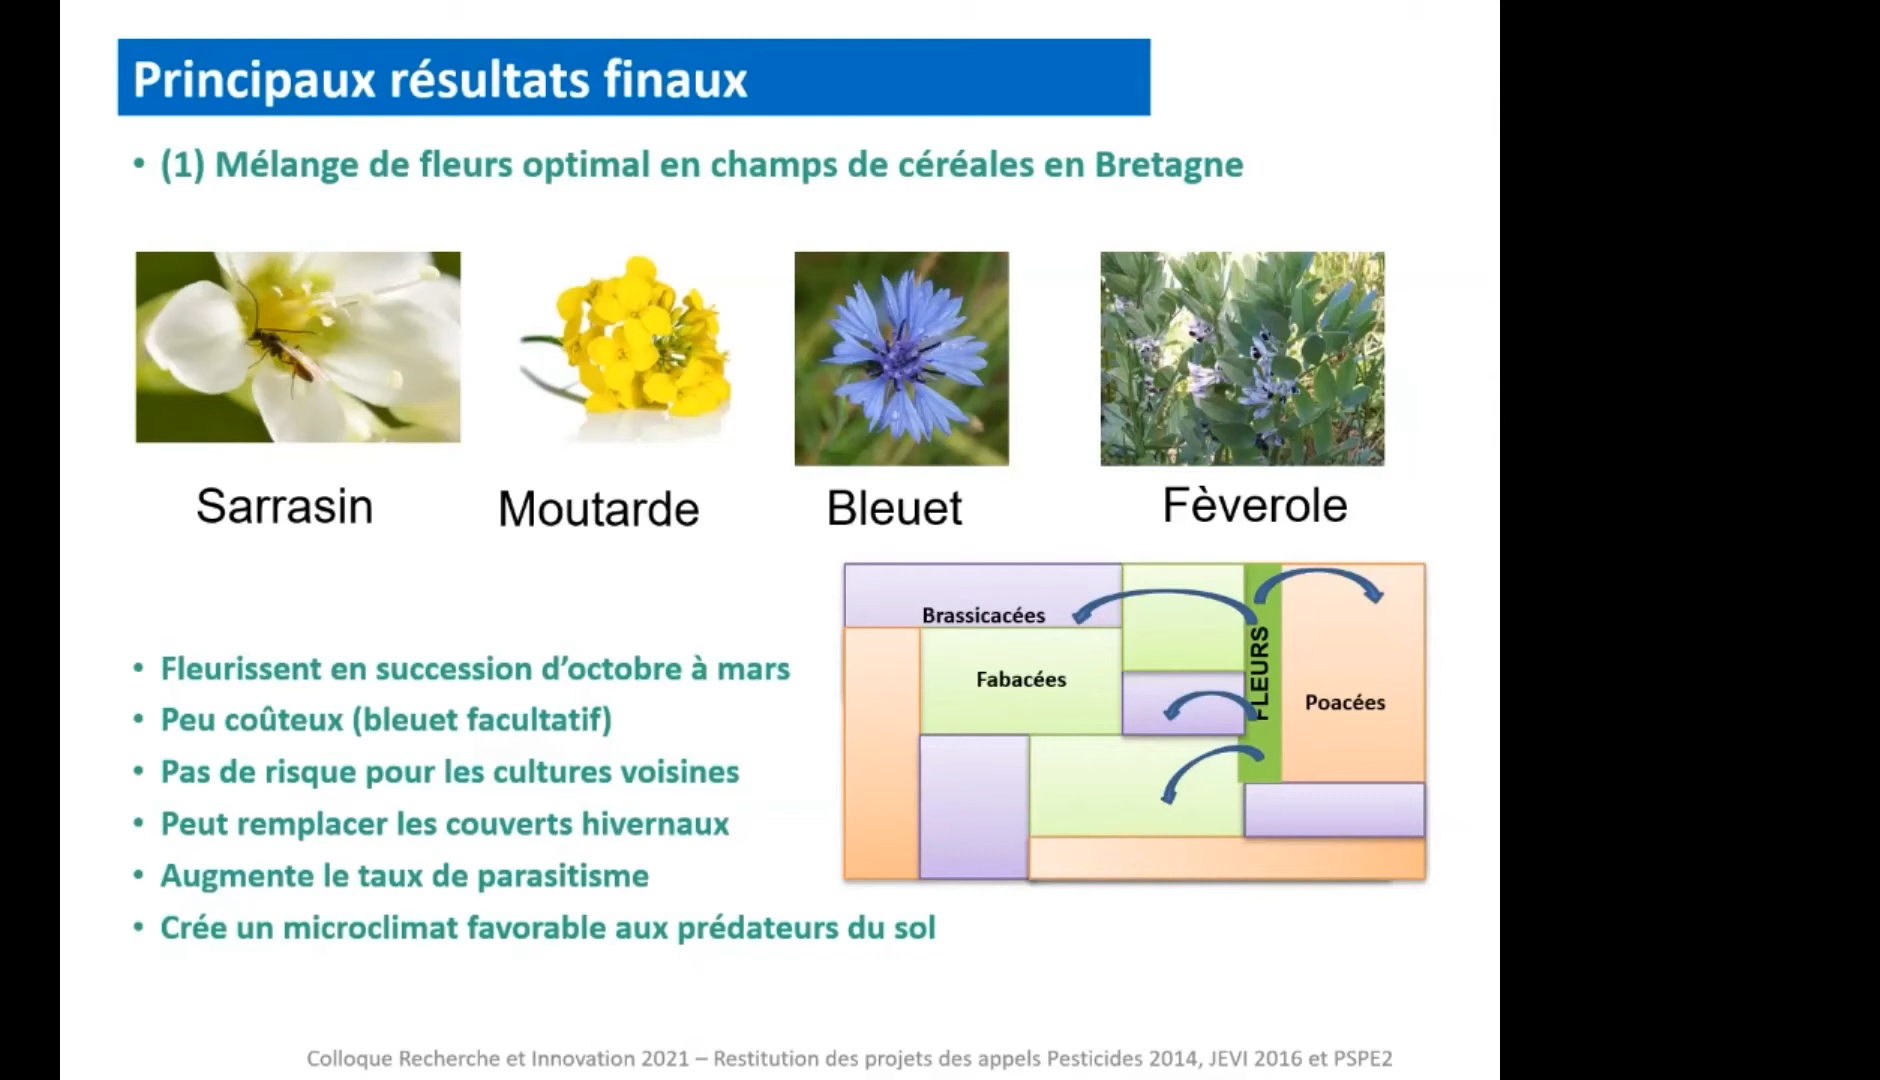 Principaux résultats finaux
• (1) Mélange de fleurs optimal en champs de céréales en Bretagne
Sarrasin
Moutarde
Bleuet
Fèverole
Brassicacées
Fabacées
FLEURS
Poacées
• Fleurissent en succession d’octobre à mars
• Peu coûteux (bleuet facultatif)
• Pas de risque pour les cultures voisines
• Peut remplacer les couverts hivernaux
• Augmente le taux de parasitisme
• Crée un microclimat favorable aux prédateurs du sol
Colloque Recherche et Innovation 2021 – Restitution des projets des appels Pesticides 2014, JEVI 2016 et PSPE2